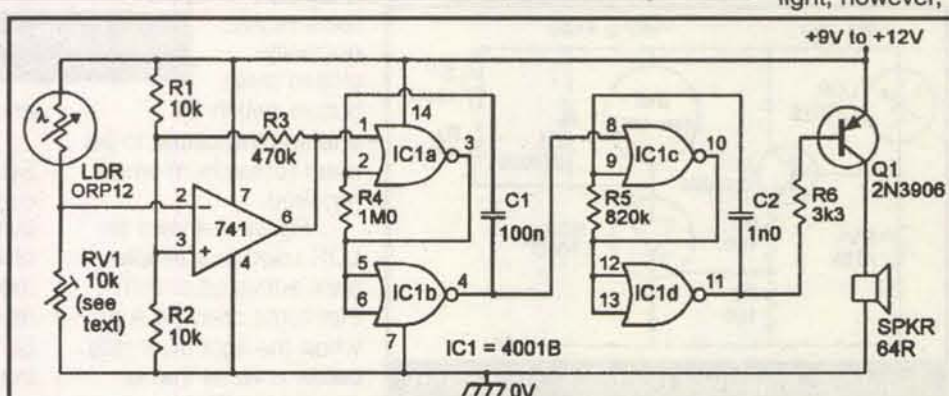 light, however,
+9V to +12V
R1
10k
λ
R3
470k
1
14
3
8
10
2
IC1a
9
IC1c
Q1
2N3906
LDR
ORP12
2
7
6
R4
1M0
C1
100n
R5
820k
C2
1n0
R6
3k3
741
3
+
4
5
4
12
11
RV1
10k
(see
text)
6
IC1b
13
IC1d
R2
10k
7
IC1 = 4001B
SPKR
64R
0V